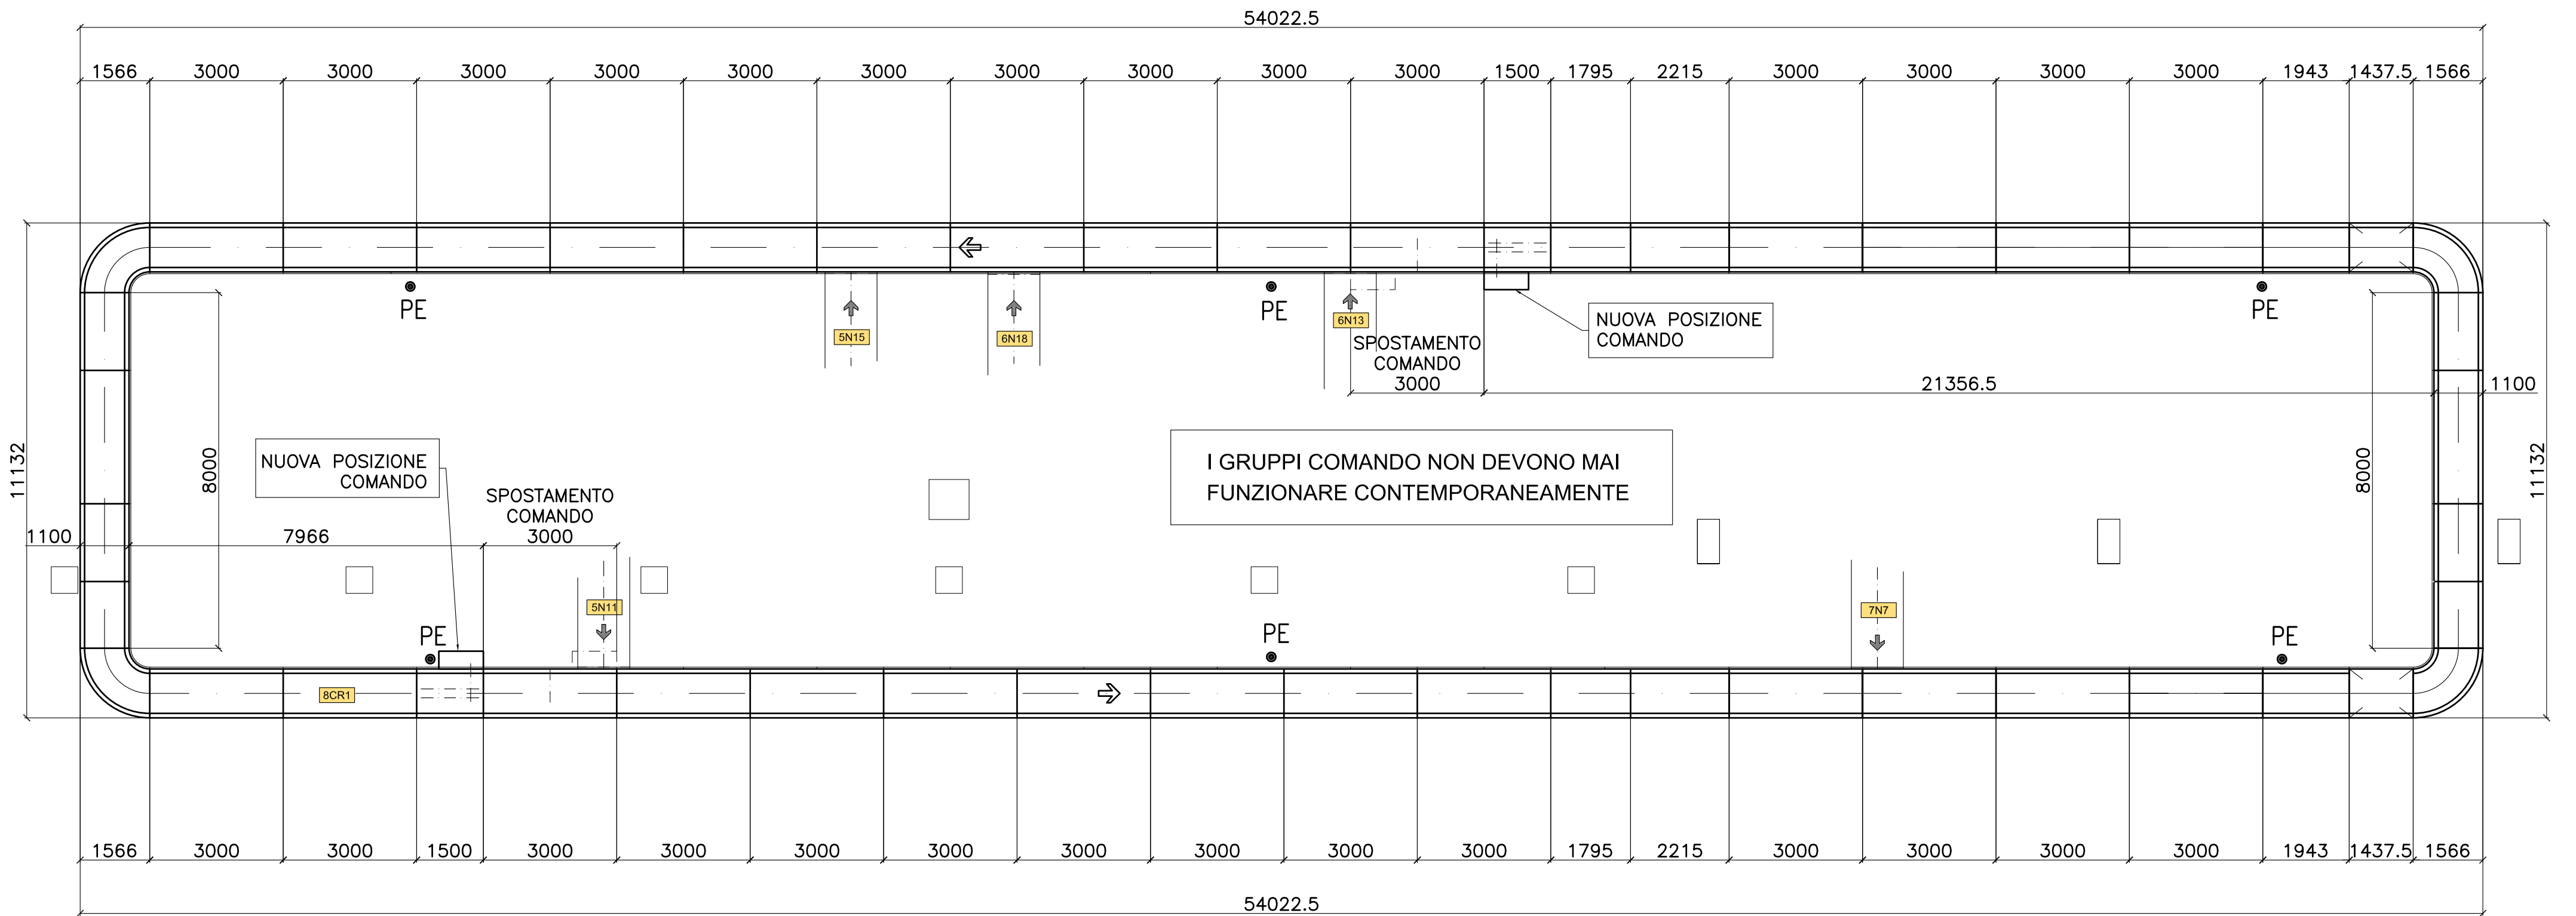 54022.5
1566 3000 3000 3000 3000 3000 3000 3000 3000 3000 3000 1500 1795 2215 3000 3000 3000 3000 1943 1437.5 1566
PE
PE
PE
5N15
6N18
6N13
NUOVA POSIZIONE
COMANDO
SPOSTAMENTO
COMANDO
3000
21356.5
1100
11132
8000
NUOVA POSIZIONE
COMANDO
SPOSTAMENTO
COMANDO
1100
7966
3000
I GRUPPI COMANDO NON DEVONO MAI
FUNZIONARE CONTEMPORANEAMENTE
8000
11132
5N11
7N7
PE
PE
PE
8CR1
1566 3000 3000 1500 3000 3000 3000 3000 3000 3000 3000 3000 1795 2215 3000 3000 3000 3000 1943 1437.5 1566
54022.5